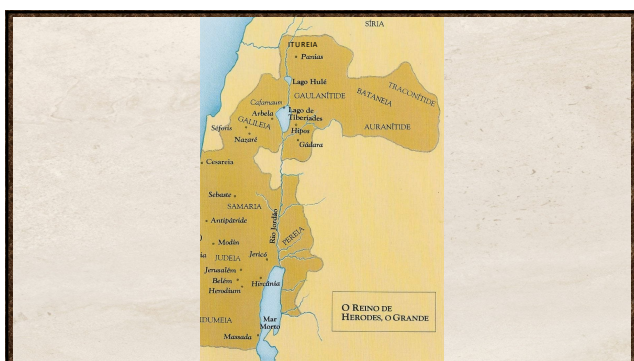 SÍRIA
ITUREIA
Panias
Lago Hulé
GAULANÍTIDE
BATANEIA
TRACONÍTIDE
Cafarnaum
Lago de
Tiberíades
Arbela
GALILEIA
AURANÍTIDE
Séforis
Hipos
Nazaré
Gádara
Cesareia
Sebaste
SAMARIA
Antipátride
Rio Jordão
PEREIA
Modin
JUDEIA
Jericó
Jerusalém
Belém
Hercânia
Herodium
O REINO DE
HERODES, O GRANDE
IDUMEIA
Mar
Morto
Massada